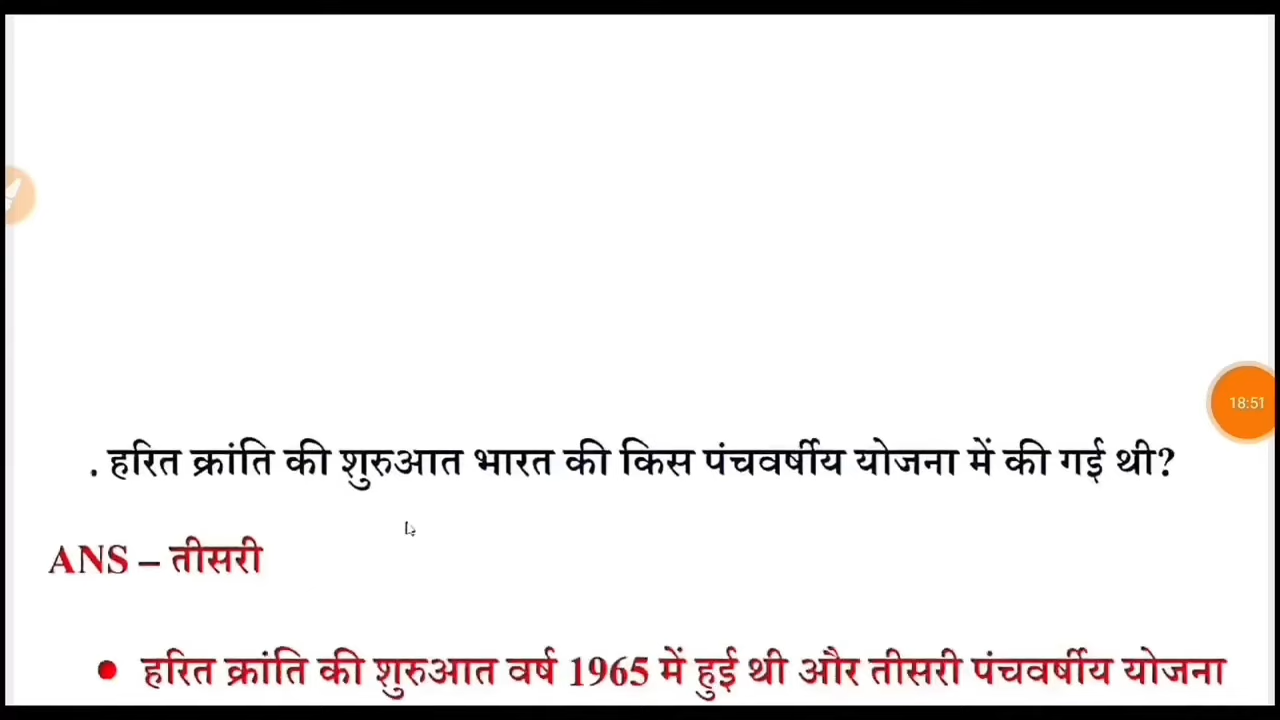 18:51
. हरित क्रांति की शुरुआत भारत की किस पंचवर्षीय योजना में की गई थी?
ANS – तीसरी
• हरित क्रांति की शुरुआत वर्ष 1965 में हुई थी और तीसरी पंचवर्षीय योजना